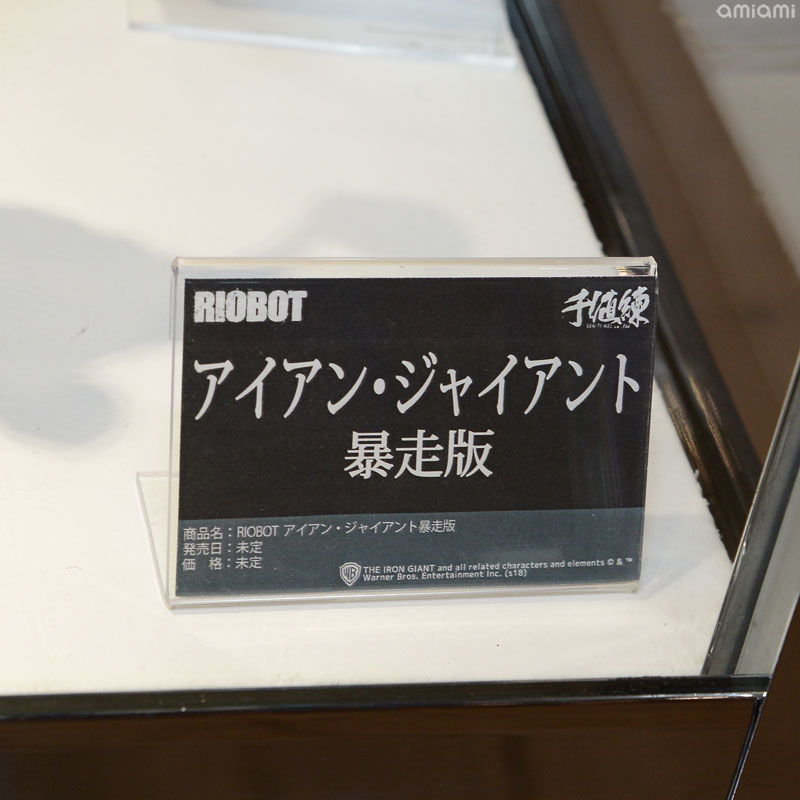 amiami
RIOBOT
千値練
SEN-TI-NEL
アイアン・ジャイアント
暴走版
商品名：RIOBOT アイアン・ジャイアント暴走版
発売日：未定
価　格：未定
WB
THE IRON GIANT and all related characters and elements © & ™
Warner Bros. Entertainment Inc. (s18)